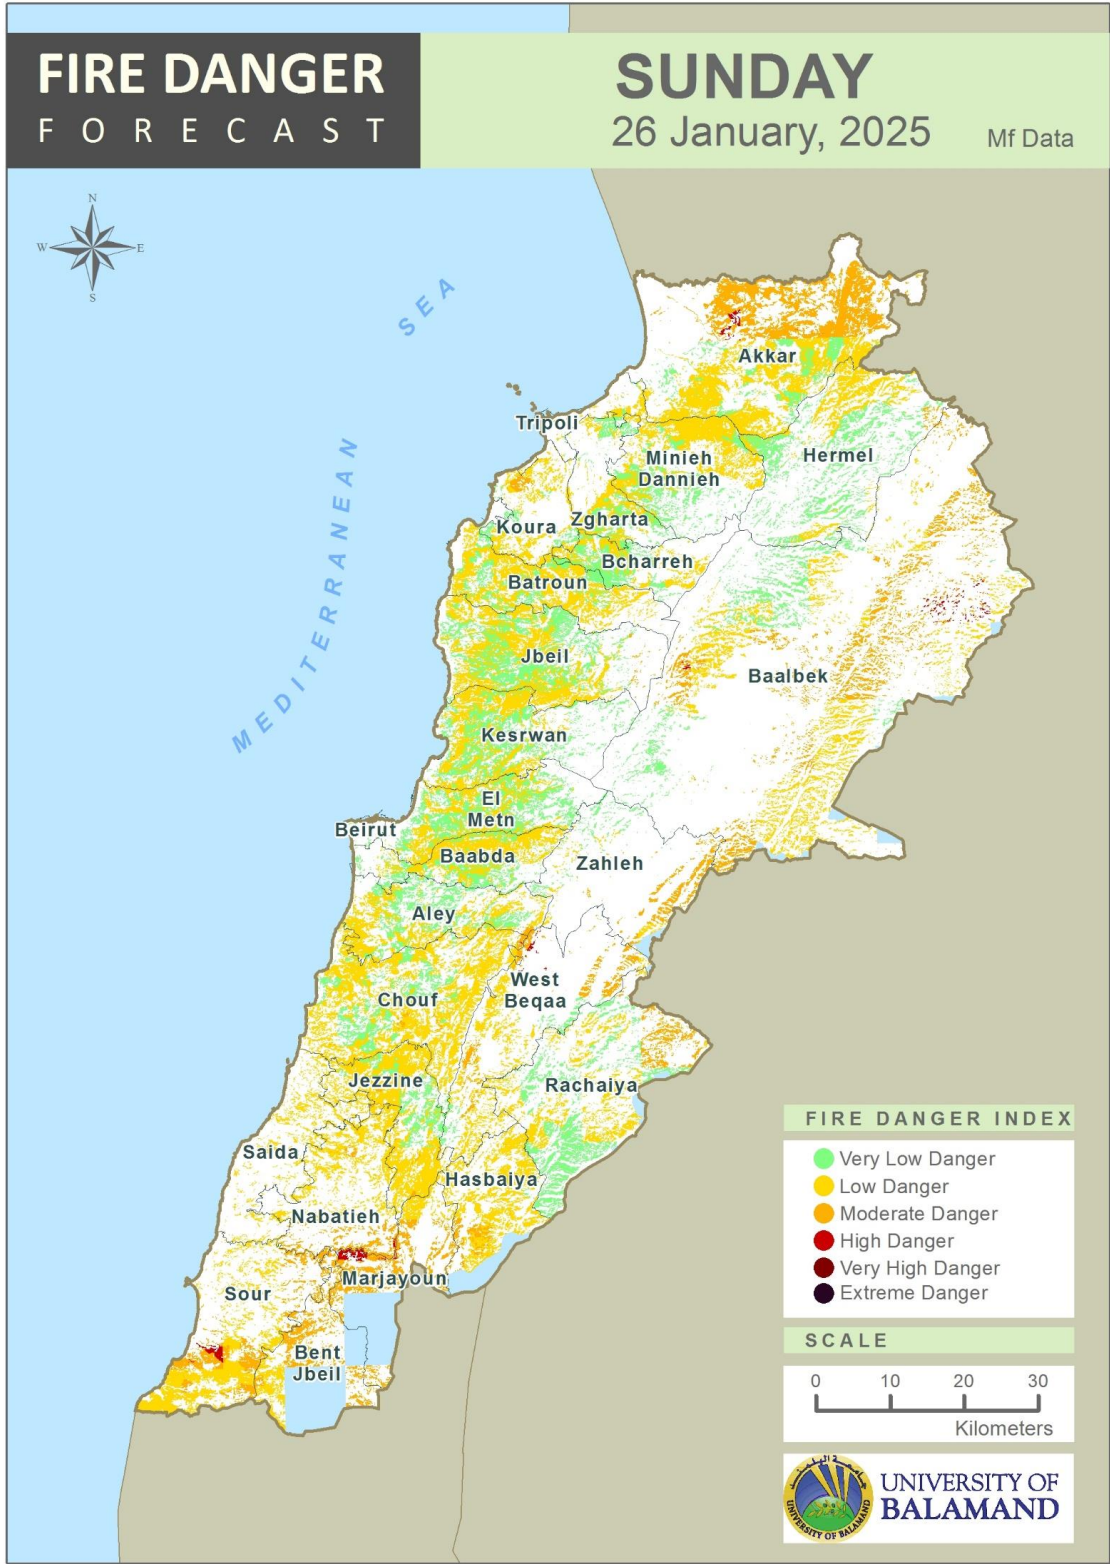 FIRE DANGER
FORECAST
SUNDAY
26 January, 2025
Mf Data
N
W
E
S
MEDITERRANEAN SEA
Akkar
Tripoli
Minieh
Dannieh
Hermel
Koura
Zgharta
Bcharreh
Batroun
Jbeil
Baalbek
Kesrwan
El
Metn
Beirut
Baabda
Zahleh
Aley
West
Beqaa
Chouf
Jezzine
Rachaiya
Saida
Hasbaiya
Nabatieh
Marjayoun
Sour
Bent
Jbeil
FIRE DANGER INDEX
Very Low Danger
Low Danger
Moderate Danger
High Danger
Very High Danger
Extreme Danger
SCALE
0 10 20 30
Kilometers
UNIVERSITY OF BALAMAND
UNIVERSITY OF
BALAMAND